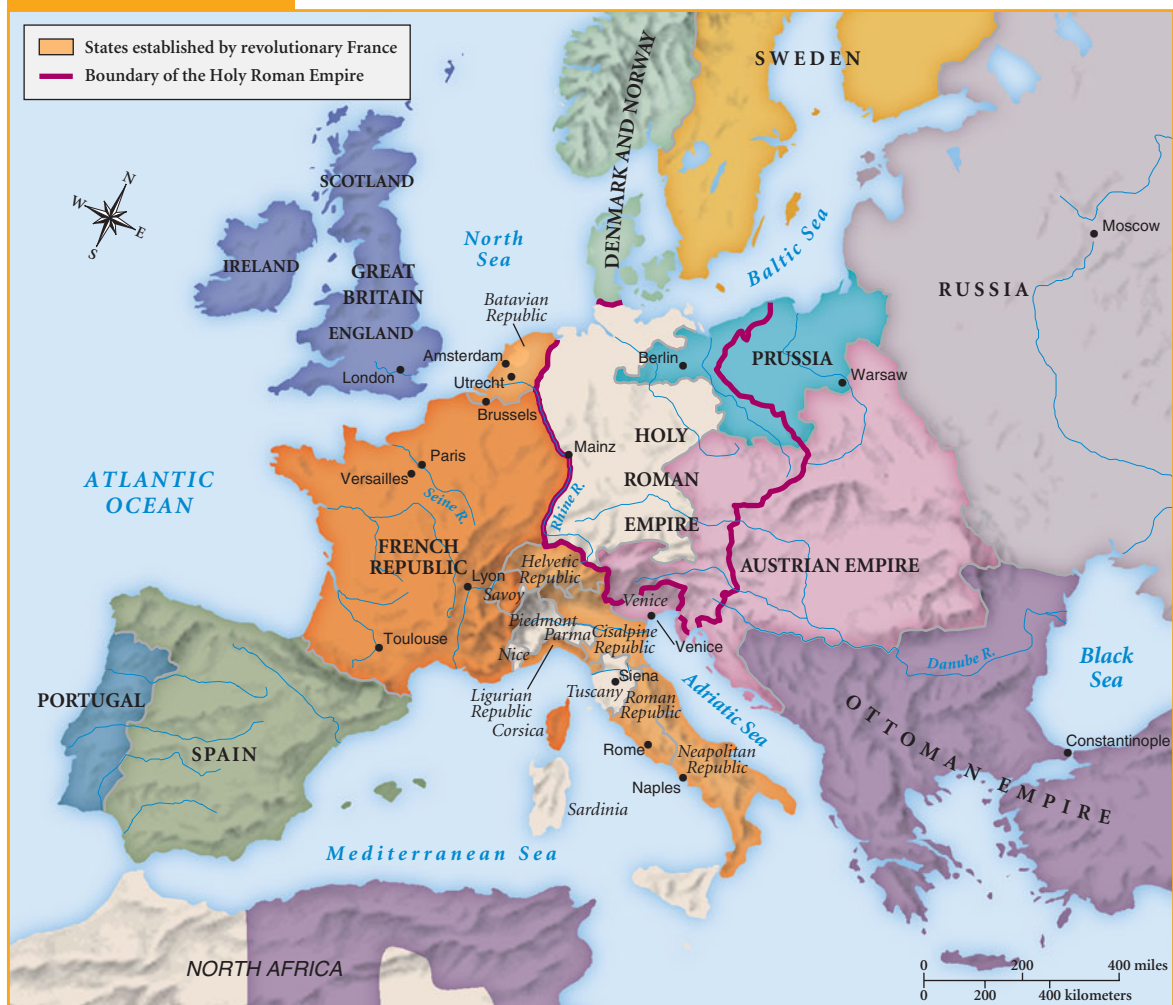 States established by revolutionary France
Boundary of the Holy Roman Empire
N
W
E
S
SWEDEN
DENMARK AND NORWAY
SCOTLAND
IRELAND
GREAT
BRITAIN
ENGLAND
London
North
Sea
Baltic Sea
Moscow
RUSSIA
Batavian
Republic
Amsterdam
Utrecht
Brussels
Berlin
PRUSSIA
Warsaw
HOLY
ROMAN
EMPIRE
Mainz
Rhine R.
ATLANTIC
OCEAN
Paris
Versailles
Seine R.
FRENCH
REPUBLIC
Lyon
Savoy
Toulouse
Helvetic
Republic
AUSTRIAN EMPIRE
Venice
Venice
Piedmont
Parma
Cisalpine
Republic
Nice
Ligurian
Republic
Corsica
Siena
Tuscany
Roman
Republic
Adriatic Sea
Rome
Neapolitan
Republic
Naples
Sardinia
Danube R.
Black
Sea
OTTOMAN EMPIRE
Constantinople
PORTUGAL
SPAIN
Mediterranean Sea
NORTH AFRICA
0 200 400 miles
0 200 400 kilometers